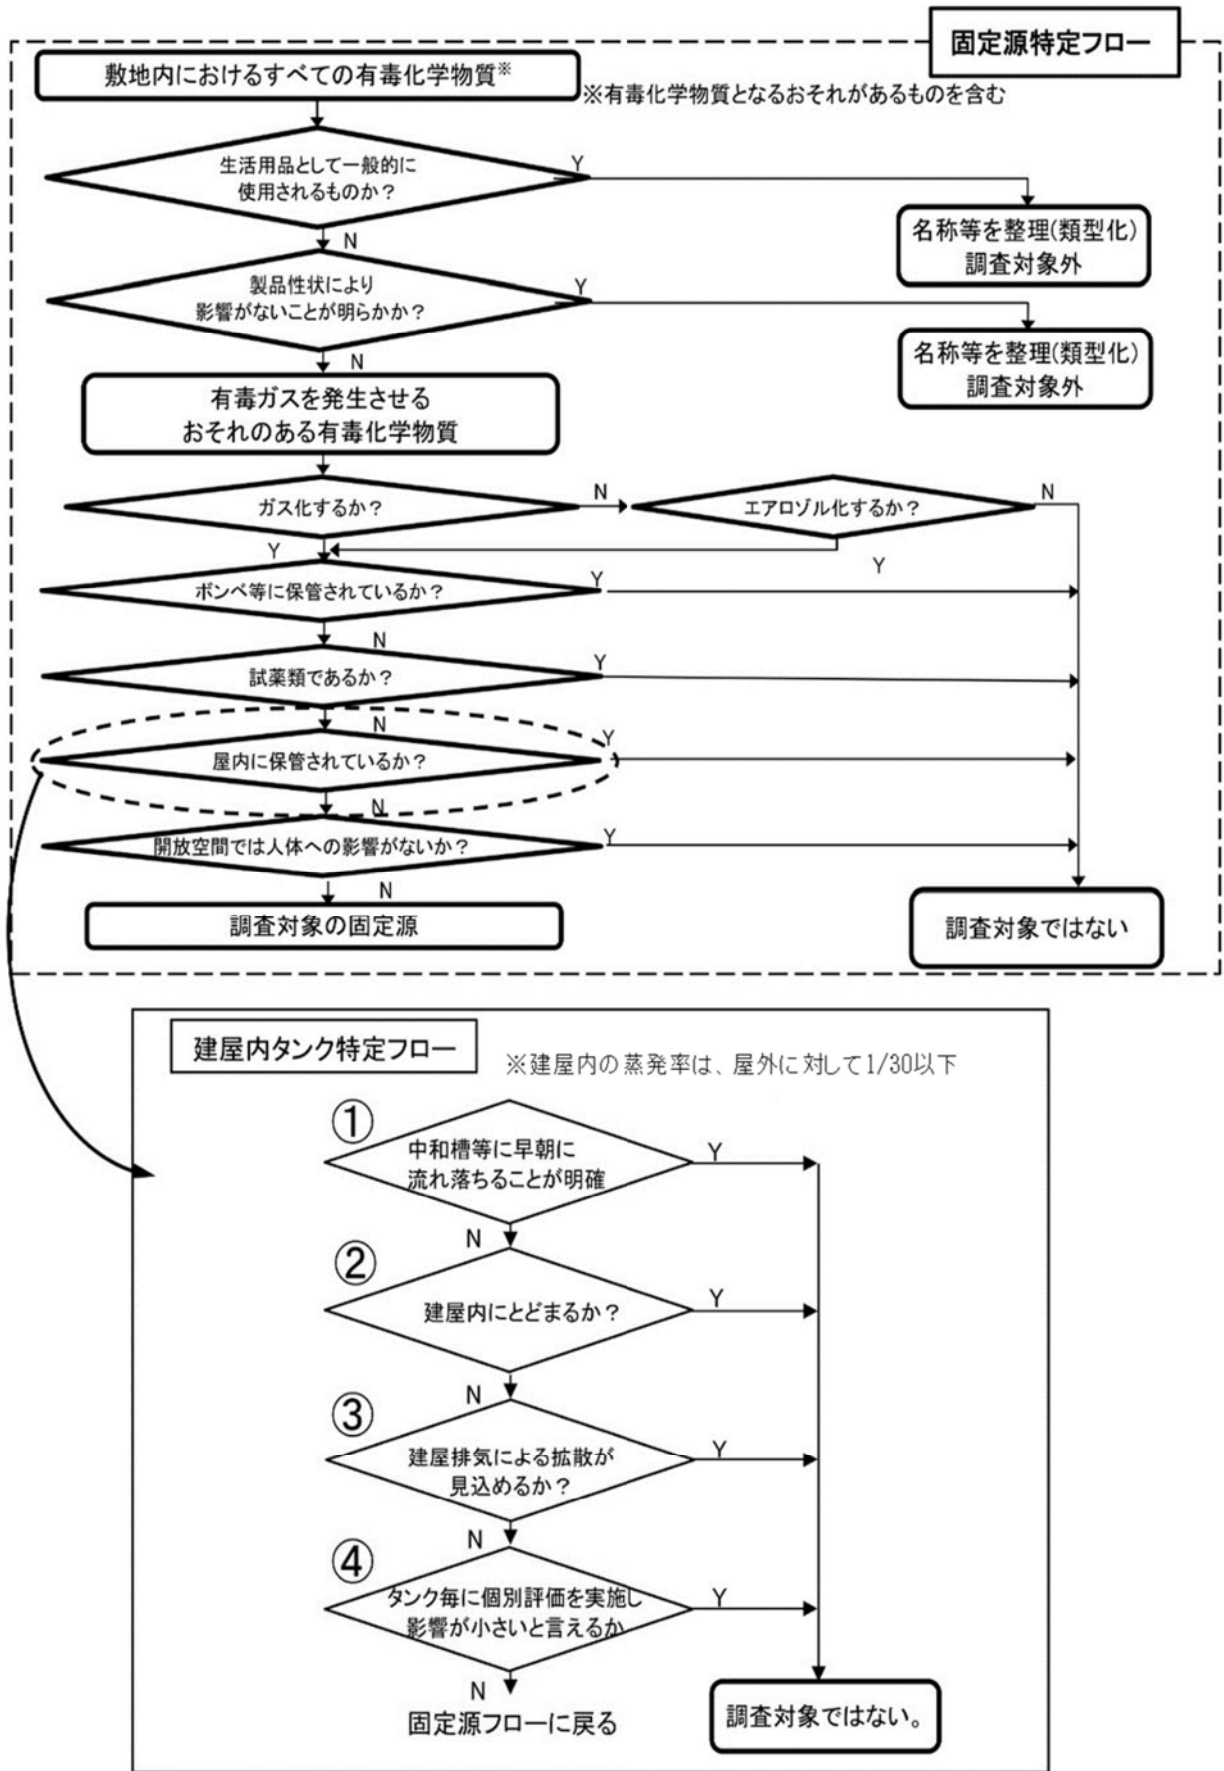 固定源特定フロー
敷地内におけるすべての有毒化学物質※
※有毒化学物質となるおそれがあるものを含む
生活用品として一般的に
使用されるものか？
Y
N
名称等を整理(類型化)
調査対象外
製品性状により
影響がないことが明らかか？
Y
N
名称等を整理(類型化)
調査対象外
有毒ガスを発生させる
おそれのある有毒化学物質
ガス化するか？
N
エアロゾル化するか？
N
Y
Y
ボンベ等に保管されているか？
Y
N
試薬類であるか？
Y
N
屋内に保管されているか？
Y
N
開放空間では人体への影響がないか？
Y
N
調査対象の固定源
調査対象ではない
建屋内タンク特定フロー
※建屋内の蒸発率は、屋外に対して1/30以下
①
中和槽等に早朝に
流れ落ちることが明確
Y
N
②
建屋内にとどまるか？
Y
N
③
建屋排気による拡散が
見込めるか？
Y
N
④
タンク毎に個別評価を実施し
影響が小さいと言えるか
Y
N
固定源フローに戻る
調査対象ではない。